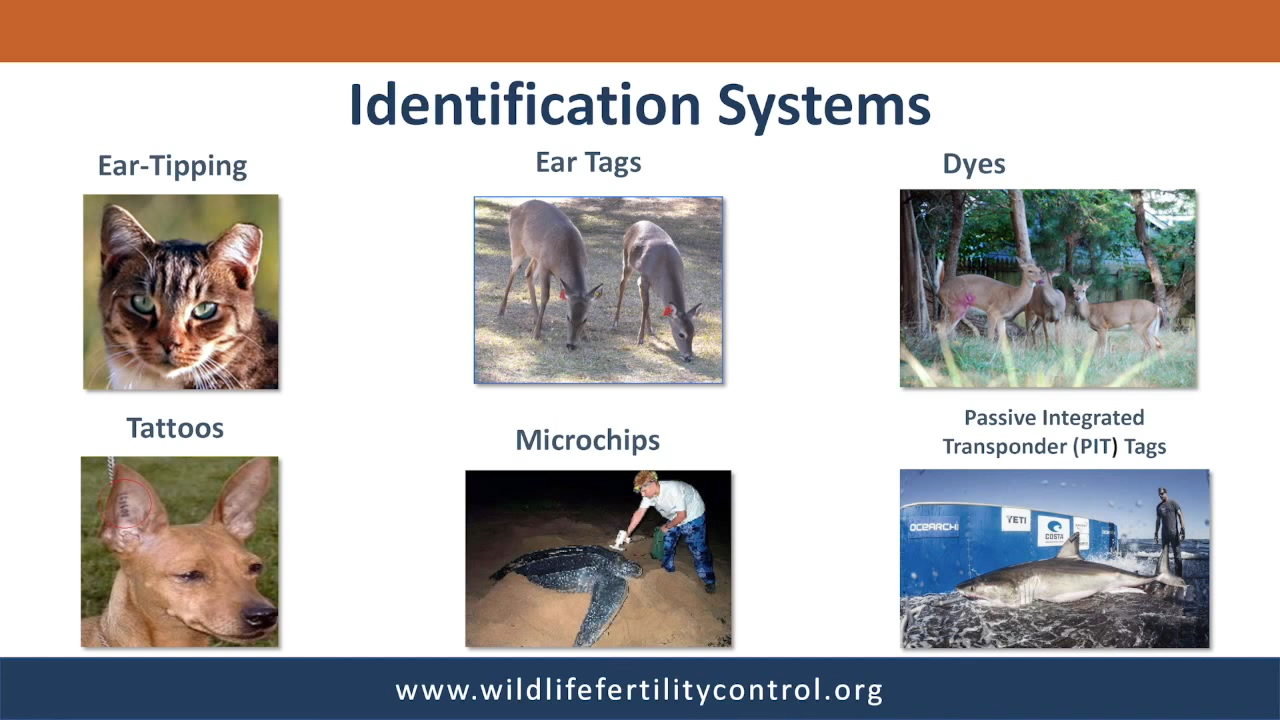 Identification Systems
Ear-Tipping
Ear Tags
Dyes
Tattoos
Microchips
Passive Integrated
Transponder (PIT) Tags
OCEARCH
YETI
COSTA
www.wildlifefertilitycontrol.org